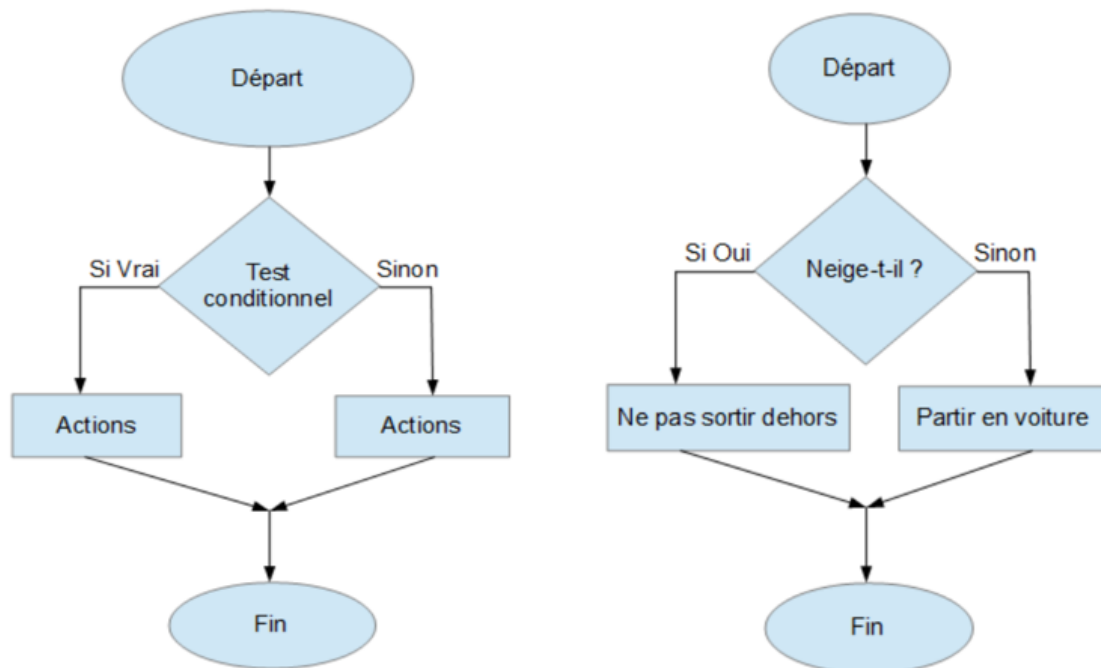 Départ
Si Vrai
Test
conditionnel
Sinon
Actions
Actions
Fin
Départ
Si Oui
Neige-t-il ?
Sinon
Ne pas sortir dehors
Partir en voiture
Fin